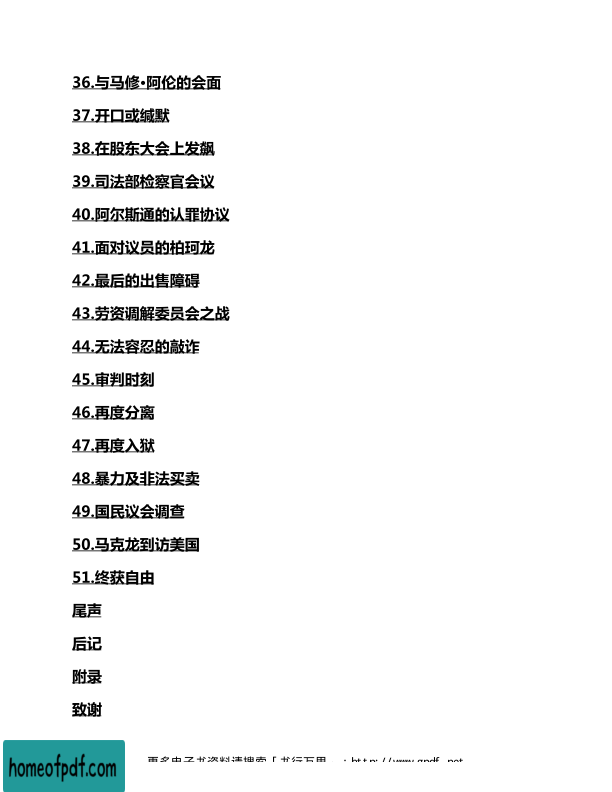 36.与马修·阿伦的会面
37.开口或缄默
38.在股东大会上发飙
39.司法部检察官会议
40.阿尔斯通的认罪协议
41.面对议员的柏珂龙
42.最后的出售障碍
43.劳资调解委员会之战
44.无法容忍的敲诈
45.审判时刻
46.再度分离
47.再度入狱
48.暴力及非法买卖
49.国民议会调查
50.马克龙到访美国
51.终获自由
尾声
后记
附录
致谢
更多电子书资料请搜索「书行万里
homeofpdf.com